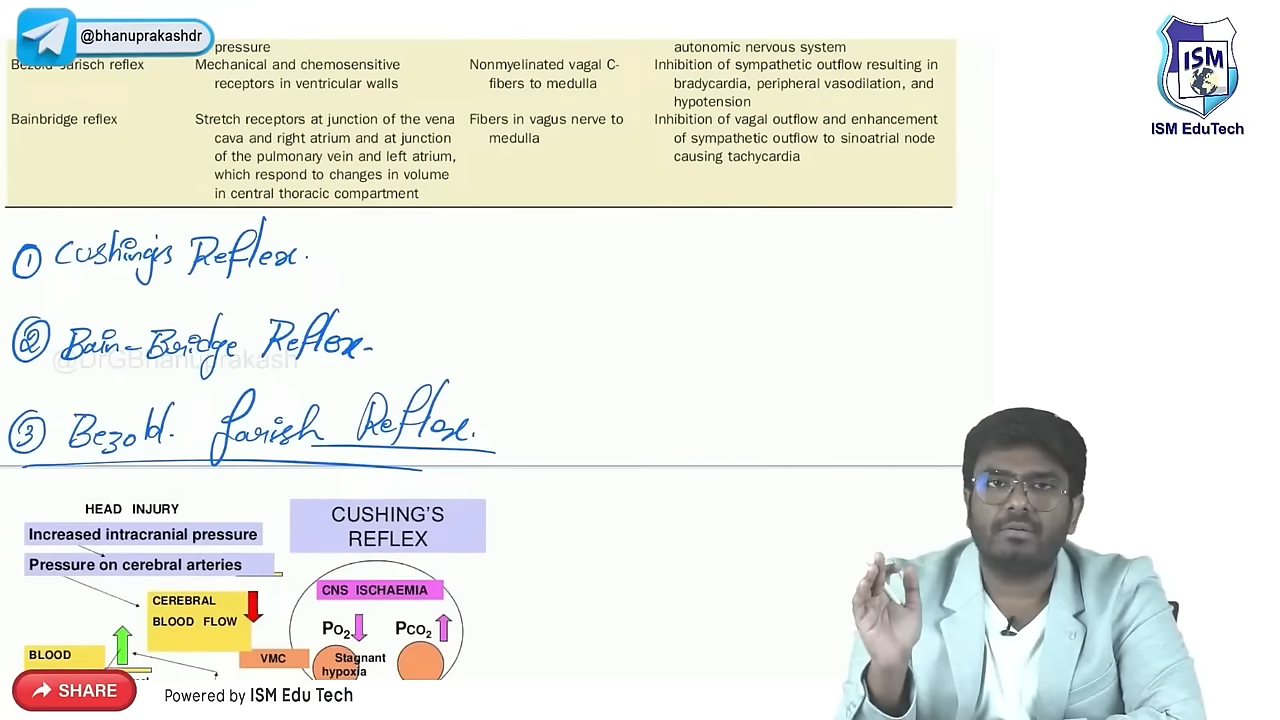 @bhanuprakashdr
pressure
autonomic nervous system
Bezold-Jarisch reflex
Mechanical and chemosensitive
receptors in ventricular walls
Nonmyelinated vagal C-
fibers to medulla
Inhibition of sympathetic outflow resulting in
bradycardia, peripheral vasodilation, and
hypotension
Bainbridge reflex
Stretch receptors at junction of the vena
cava and right atrium and at junction
of the pulmonary vein and left atrium,
which respond to changes in volume
in central thoracic compartment
Fibers in vagus nerve to
medulla
Inhibition of vagal outflow and enhancement
of sympathetic outflow to sinoatrial node
causing tachycardia
ISM
ISM EduTech
① Cushing's Reflex.
② Bain-Bridge Reflex-
@DrGBhanuprakash
③ Bezold. Jarish Reflex.
HEAD INJURY
Increased intracranial pressure
Pressure on cerebral arteries
CUSHING'S
REFLEX
CEREBRAL
BLOOD FLOW
CNS ISCHAEMIA
PO2
PCO2
BLOOD
VMC
Stagnant
hypoxia
SHARE
Powered by ISM Edu Tech